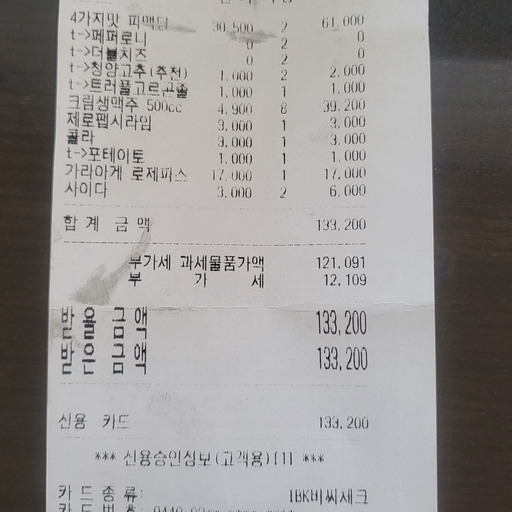 4가지맛 피맥닭 30,500 2 61,000
t->페퍼로니 0 2 0
t->더블치즈 0 2 0
t->청양고추(추천) 1,000 2 2,000
t->트러플고르곤졸 1,000 1 1,000
크림생맥주 500cc 4,900 8 39,200
제로펩시라임 3,000 1 3,000
콜라 3,000 1 3,000
t->포테이토 1,000 1 1,000
가라아게 로제파스 17,000 1 17,000
사이다 3,000 2 6,000
합 계 금 액 133,200
부가세 과세물품가액 121,091
부 가 세 12,109
받 을 금 액 133,200
받 은 금 액 133,200
신용 카드 133,200
*** 신용승인정보(고객용)[1] ***
카 드 종 류: IBK비씨체크
카 드 번 호: